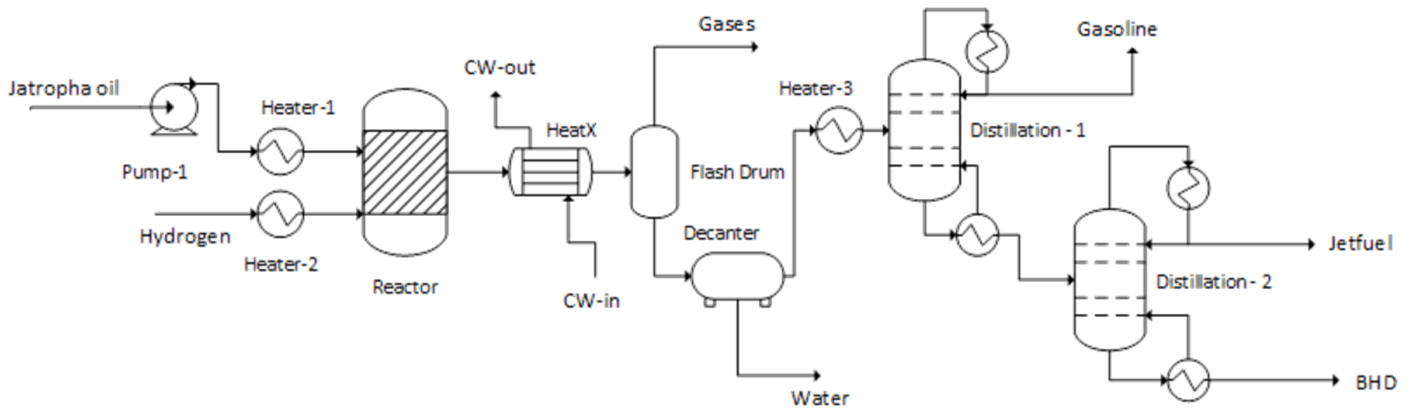 Gases
Gasoline
CW-out
Jatropha oil
Heater-1
HeatX
Heater-3
Distillation - 1
Pump-1
Flash Drum
Hydrogen
Decanter
Heater-2
Reactor
CW-in
Jetfuel
Distillation - 2
Water
BHD